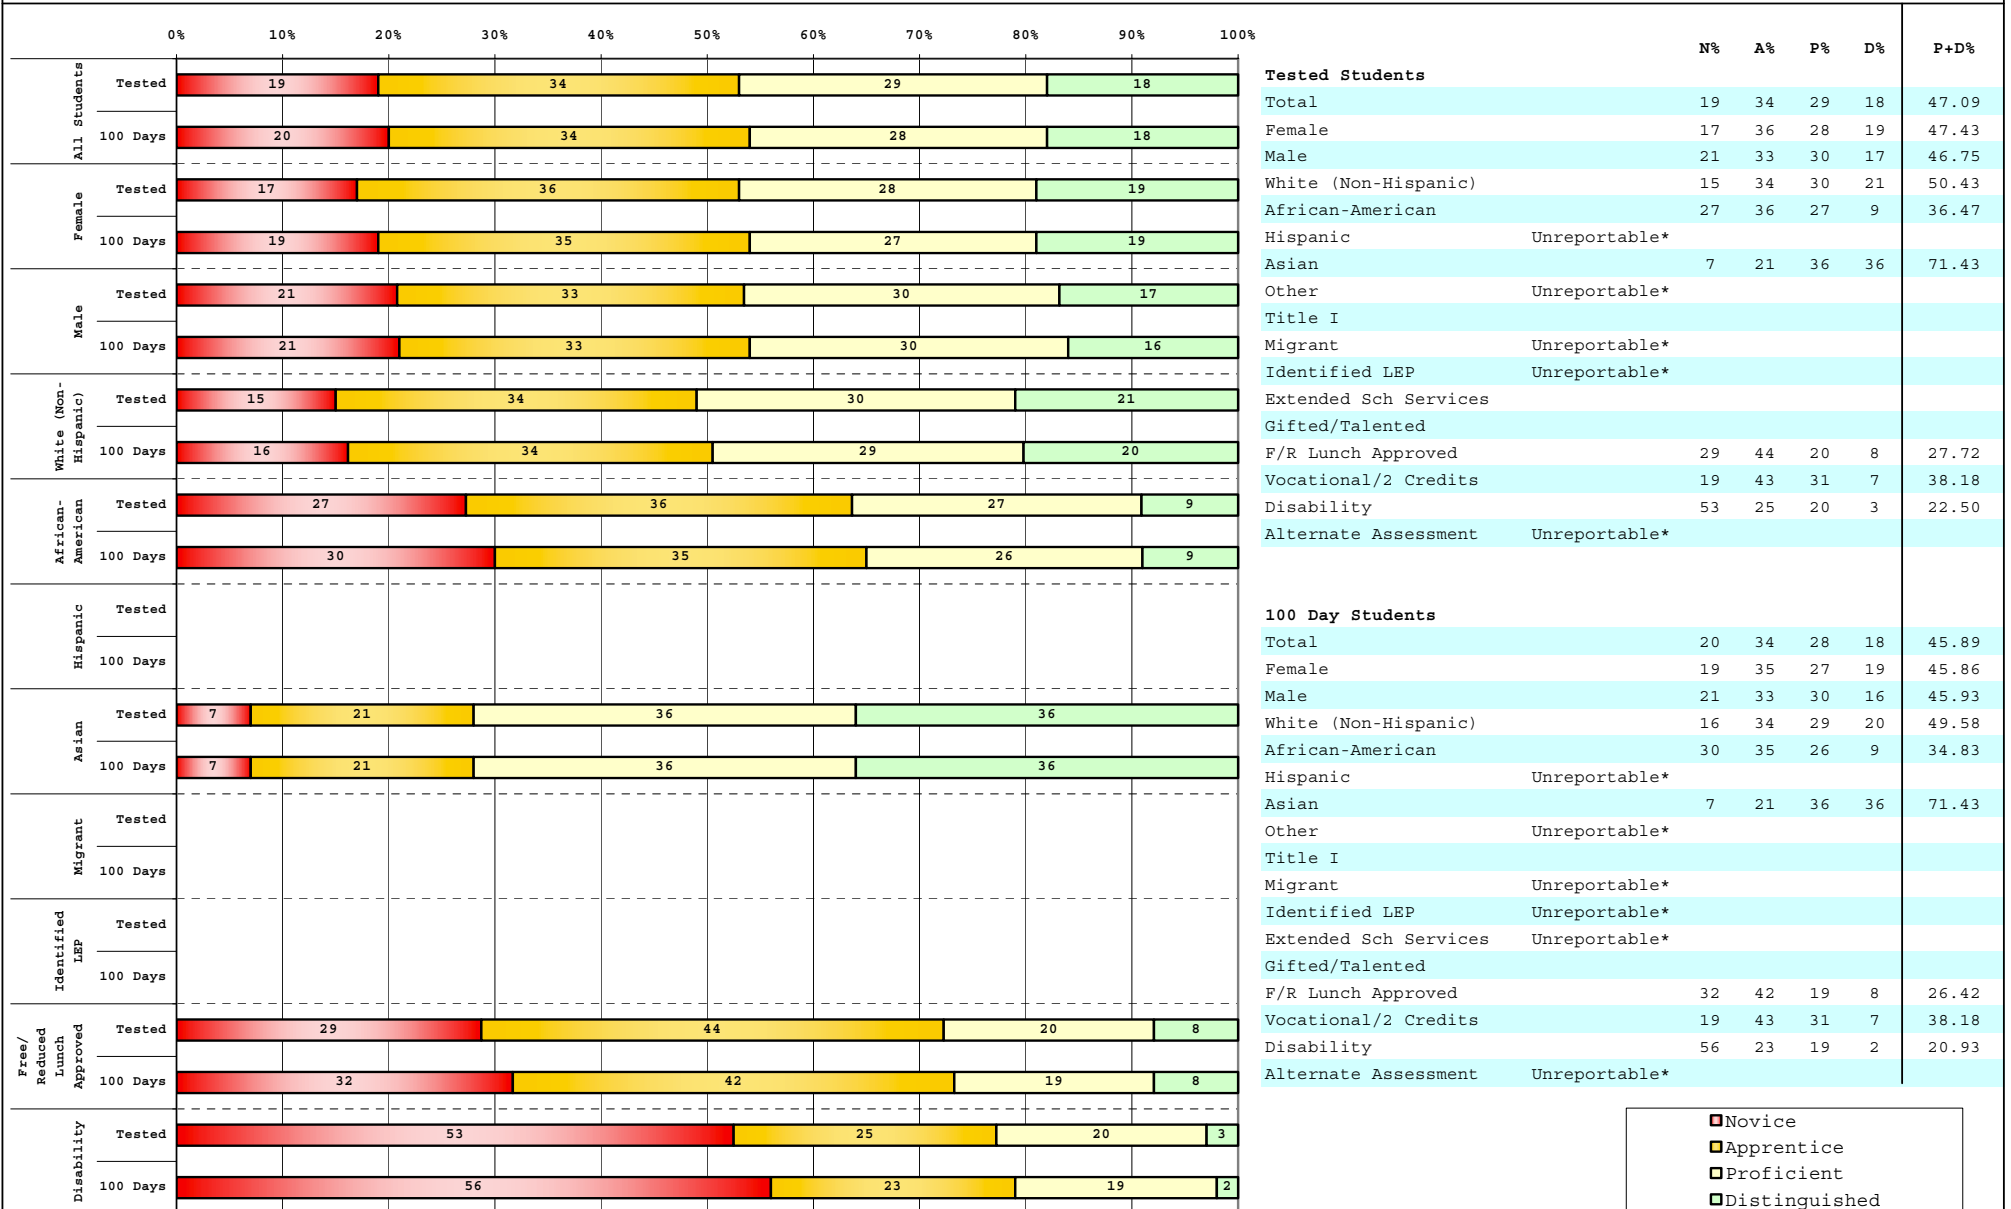 0% 10% 20% 30% 40% 50% 60% 70% 80% 90% 100%
All Students
Tested 19 34 29 18
100 Days 20 34 28 18
Female
Tested 17 36 28 19
100 Days 19 35 27 19
Male
Tested 21 33 30 17
100 Days 21 33 30 16
White (Non-
Hispanic)
Tested 15 34 30 21
100 Days 16 34 29 20
African-
American
Tested 27 36 27 9
100 Days 30 35 26 9
Hispanic
Tested
100 Days
Asian
Tested 7 21 36 36
100 Days 7 21 36 36
Migrant
Tested
100 Days
Identified
LEP
Tested
100 Days
Free/
Reduced
Lunch
Approved
Tested 29 44 20 8
100 Days 32 42 19 8
Disability
Tested 53 25 20 3
100 Days 56 23 19 2
N% A% P% D% P+D%
Tested Students
Total 19 34 29 18 47.09
Female 17 36 28 19 47.43
Male 21 33 30 17 46.75
White (Non-Hispanic) 15 34 30 21 50.43
African-American 27 36 27 9 36.47
Hispanic Unreportable*
Asian 7 21 36 36 71.43
Other Unreportable*
Title I
Migrant Unreportable*
Identified LEP Unreportable*
Extended Sch Services
Gifted/Talented
F/R Lunch Approved 29 44 20 8 27.72
Vocational/2 Credits 19 43 31 7 38.18
Disability 53 25 20 3 22.50
Alternate Assessment Unreportable*
100 Day Students
Total 20 34 28 18 45.89
Female 19 35 27 19 45.86
Male 21 33 30 16 45.93
White (Non-Hispanic) 16 34 29 20 49.58
African-American 30 35 26 9 34.83
Hispanic Unreportable*
Asian 7 21 36 36 71.43
Other Unreportable*
Title I
Migrant Unreportable*
Identified LEP Unreportable*
Extended Sch Services Unreportable*
Gifted/Talented
F/R Lunch Approved 32 42 19 8 26.42
Vocational/2 Credits 19 43 31 7 38.18
Disability 56 23 19 2 20.93
Alternate Assessment Unreportable*
Novice
Apprentice
Proficient
Distinguished